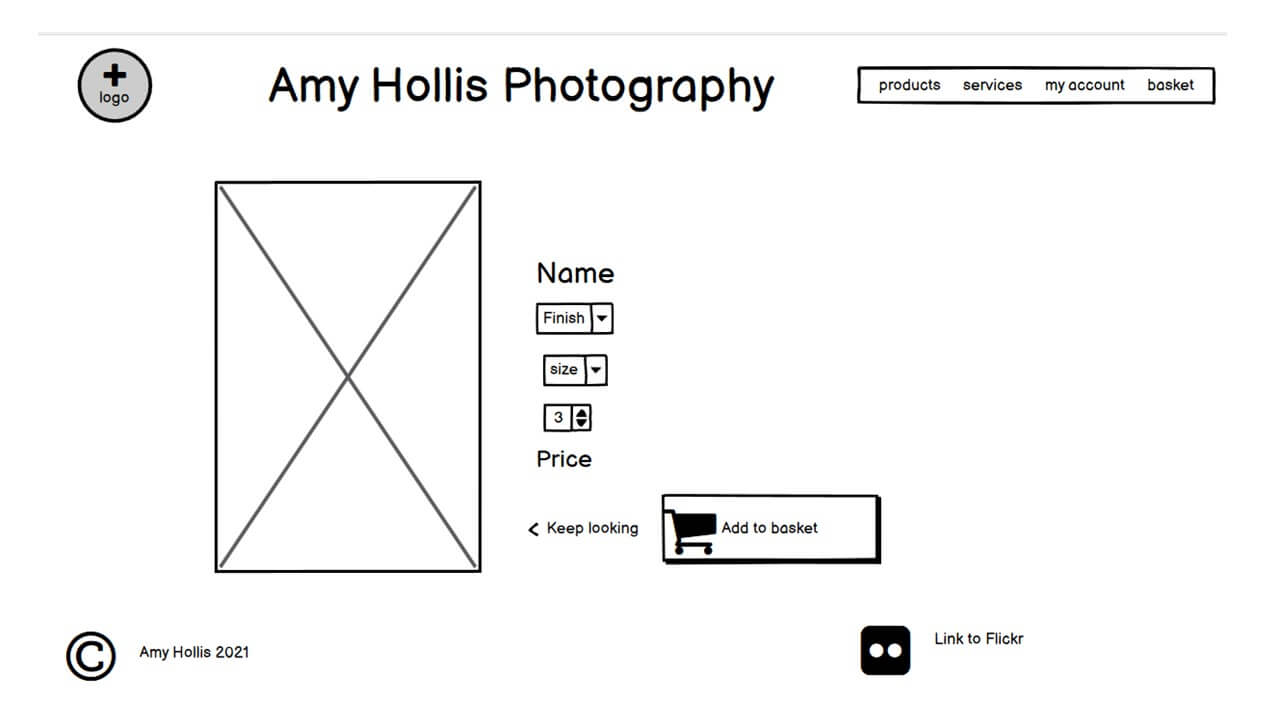 logo
Amy Hollis Photography
products services my account basket
Name
Finish
size
3
Price
< Keep looking
Add to basket
© Amy Hollis 2021
Link to Flickr